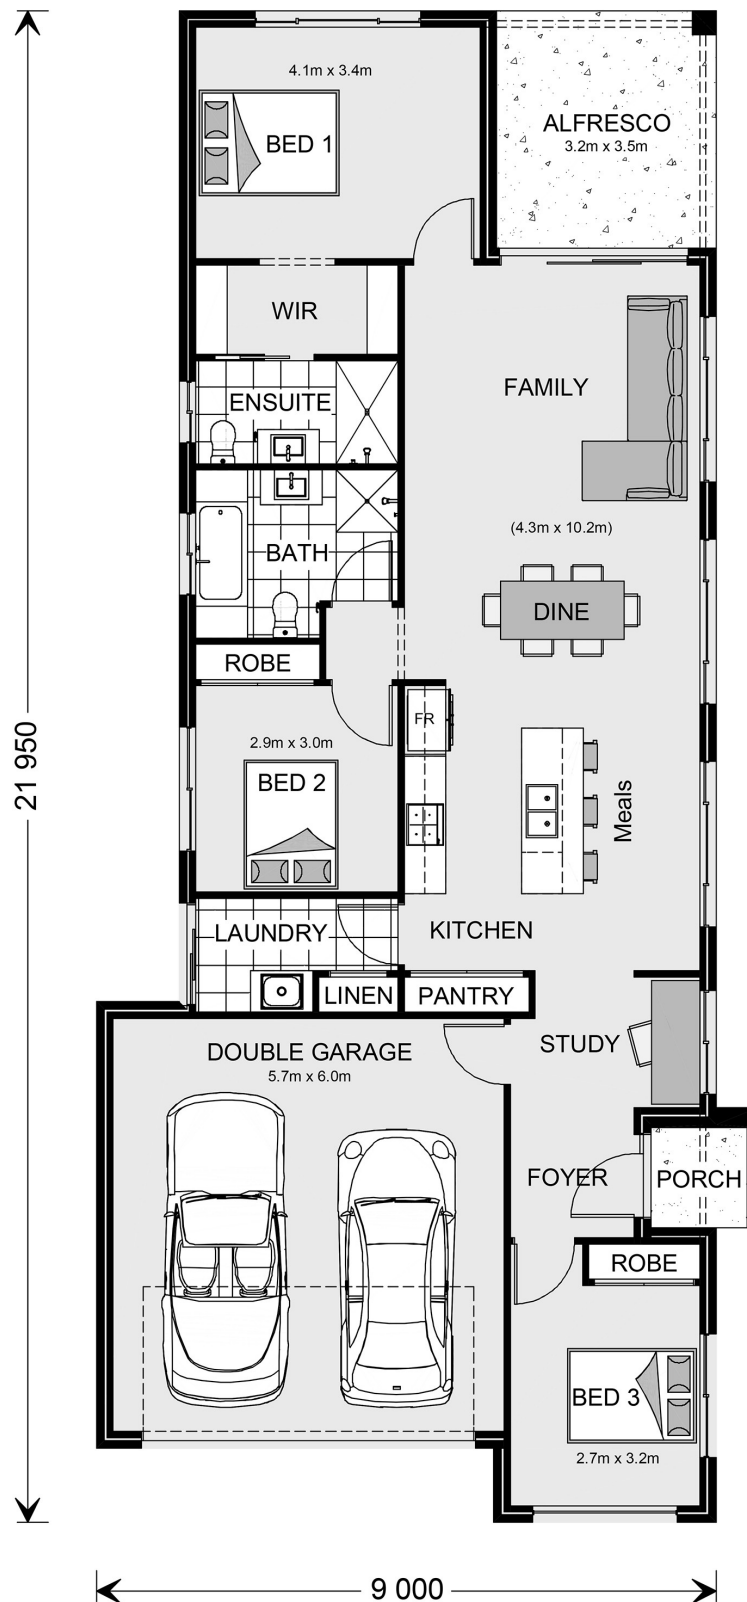 4.1m x 3.4m
BED 1
ALFRESCO
3.2m x 3.5m
WIR
ENSUITE
FAMILY
(4.3m x 10.2m)
BATH
DINE
ROBE
FR
2.9m x 3.0m
BED 2
Meals
21 950
LAUNDRY
KITCHEN
LINEN
PANTRY
DOUBLE GARAGE
5.7m x 6.0m
STUDY
FOYER
PORCH
ROBE
BED 3
2.7m x 3.2m
9 000